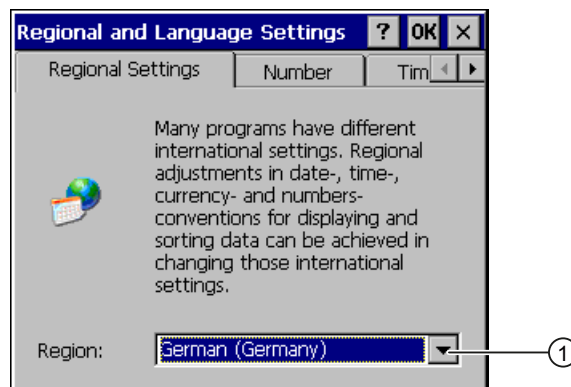 Regional and Language Settings ? OK ×
Regional Settings Number Tim
Many programs have different
international settings. Regional
adjustments in date-, time-,
currency- and numbers-
conventions for displaying and
sorting data can be achieved in
changing those international
settings.
Region: German (Germany) 1